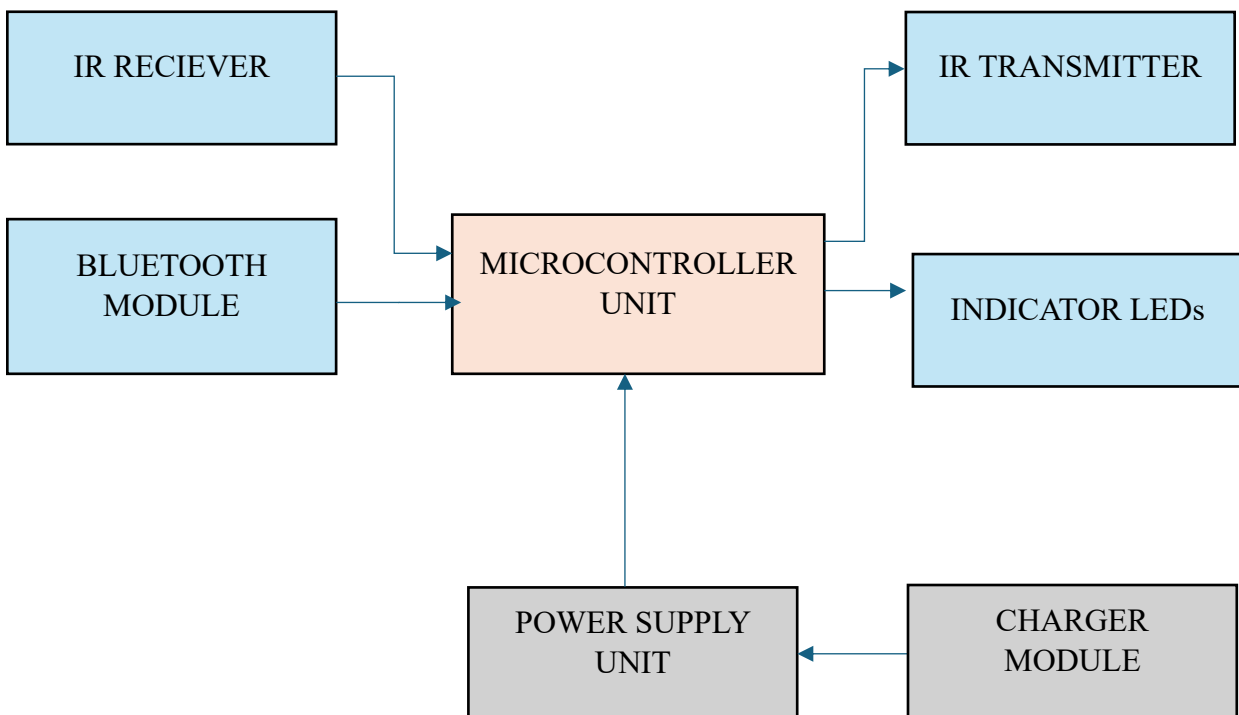 IR RECIEVER
IR TRANSMITTER
BLUETOOTH
MODULE
MICROCONTROLLER
UNIT
INDICATOR LEDs
POWER SUPPLY
UNIT
CHARGER
MODULE